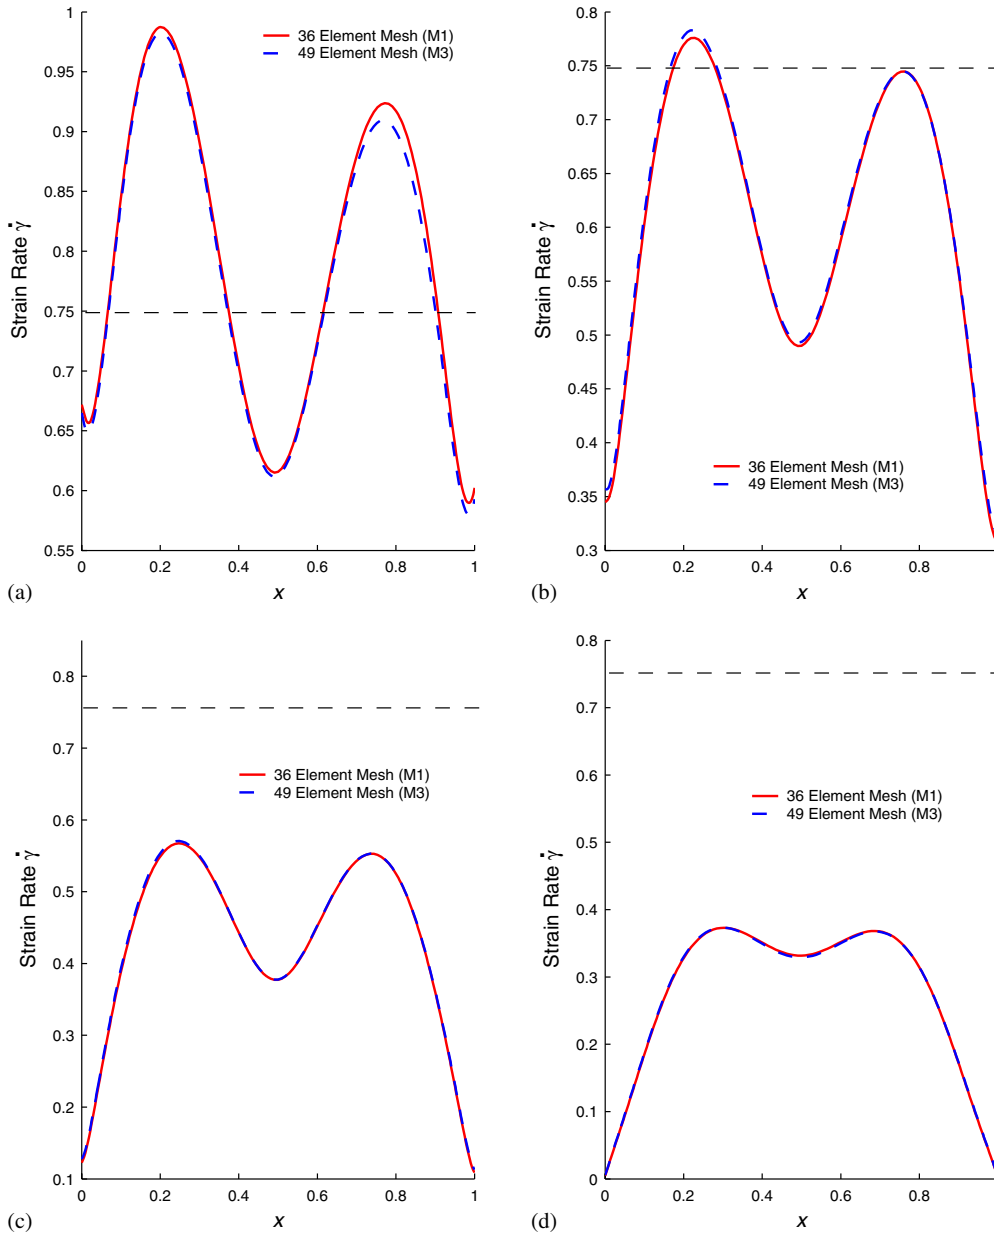 1
0.95
0.9
0.85
0.8
0.75
0.7
0.65
0.6
0.55
Strain Rate γ̇
36 Element Mesh (M1)
49 Element Mesh (M3)
0 0.2 0.4 0.6 0.8 1
x
(a)
0.8
0.75
0.7
0.65
0.6
0.55
0.5
0.45
0.4
0.35
0.3
Strain Rate γ̇
36 Element Mesh (M1)
49 Element Mesh (M3)
0 0.2 0.4 0.6 0.8
x
(b)
0.8
0.7
0.6
0.5
0.4
0.3
0.2
0.1
Strain Rate γ̇
36 Element Mesh (M1)
49 Element Mesh (M3)
0 0.2 0.4 0.6 0.8 1
x
(c)
0.8
0.7
0.6
0.5
0.4
0.3
0.2
0.1
0
Strain Rate γ̇
36 Element Mesh (M1)
49 Element Mesh (M3)
0 0.2 0.4 0.6 0.8
x
(d)